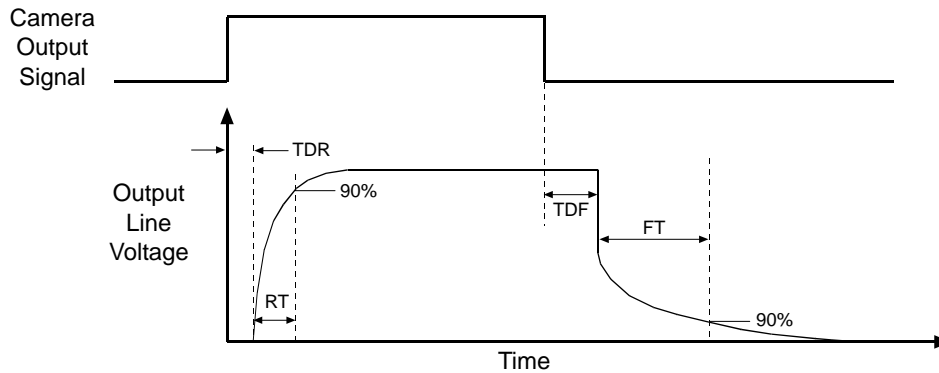 Camera
Output
Signal
TDR
90%
Output
Line
Voltage
TDF
FT
RT
90%
Time